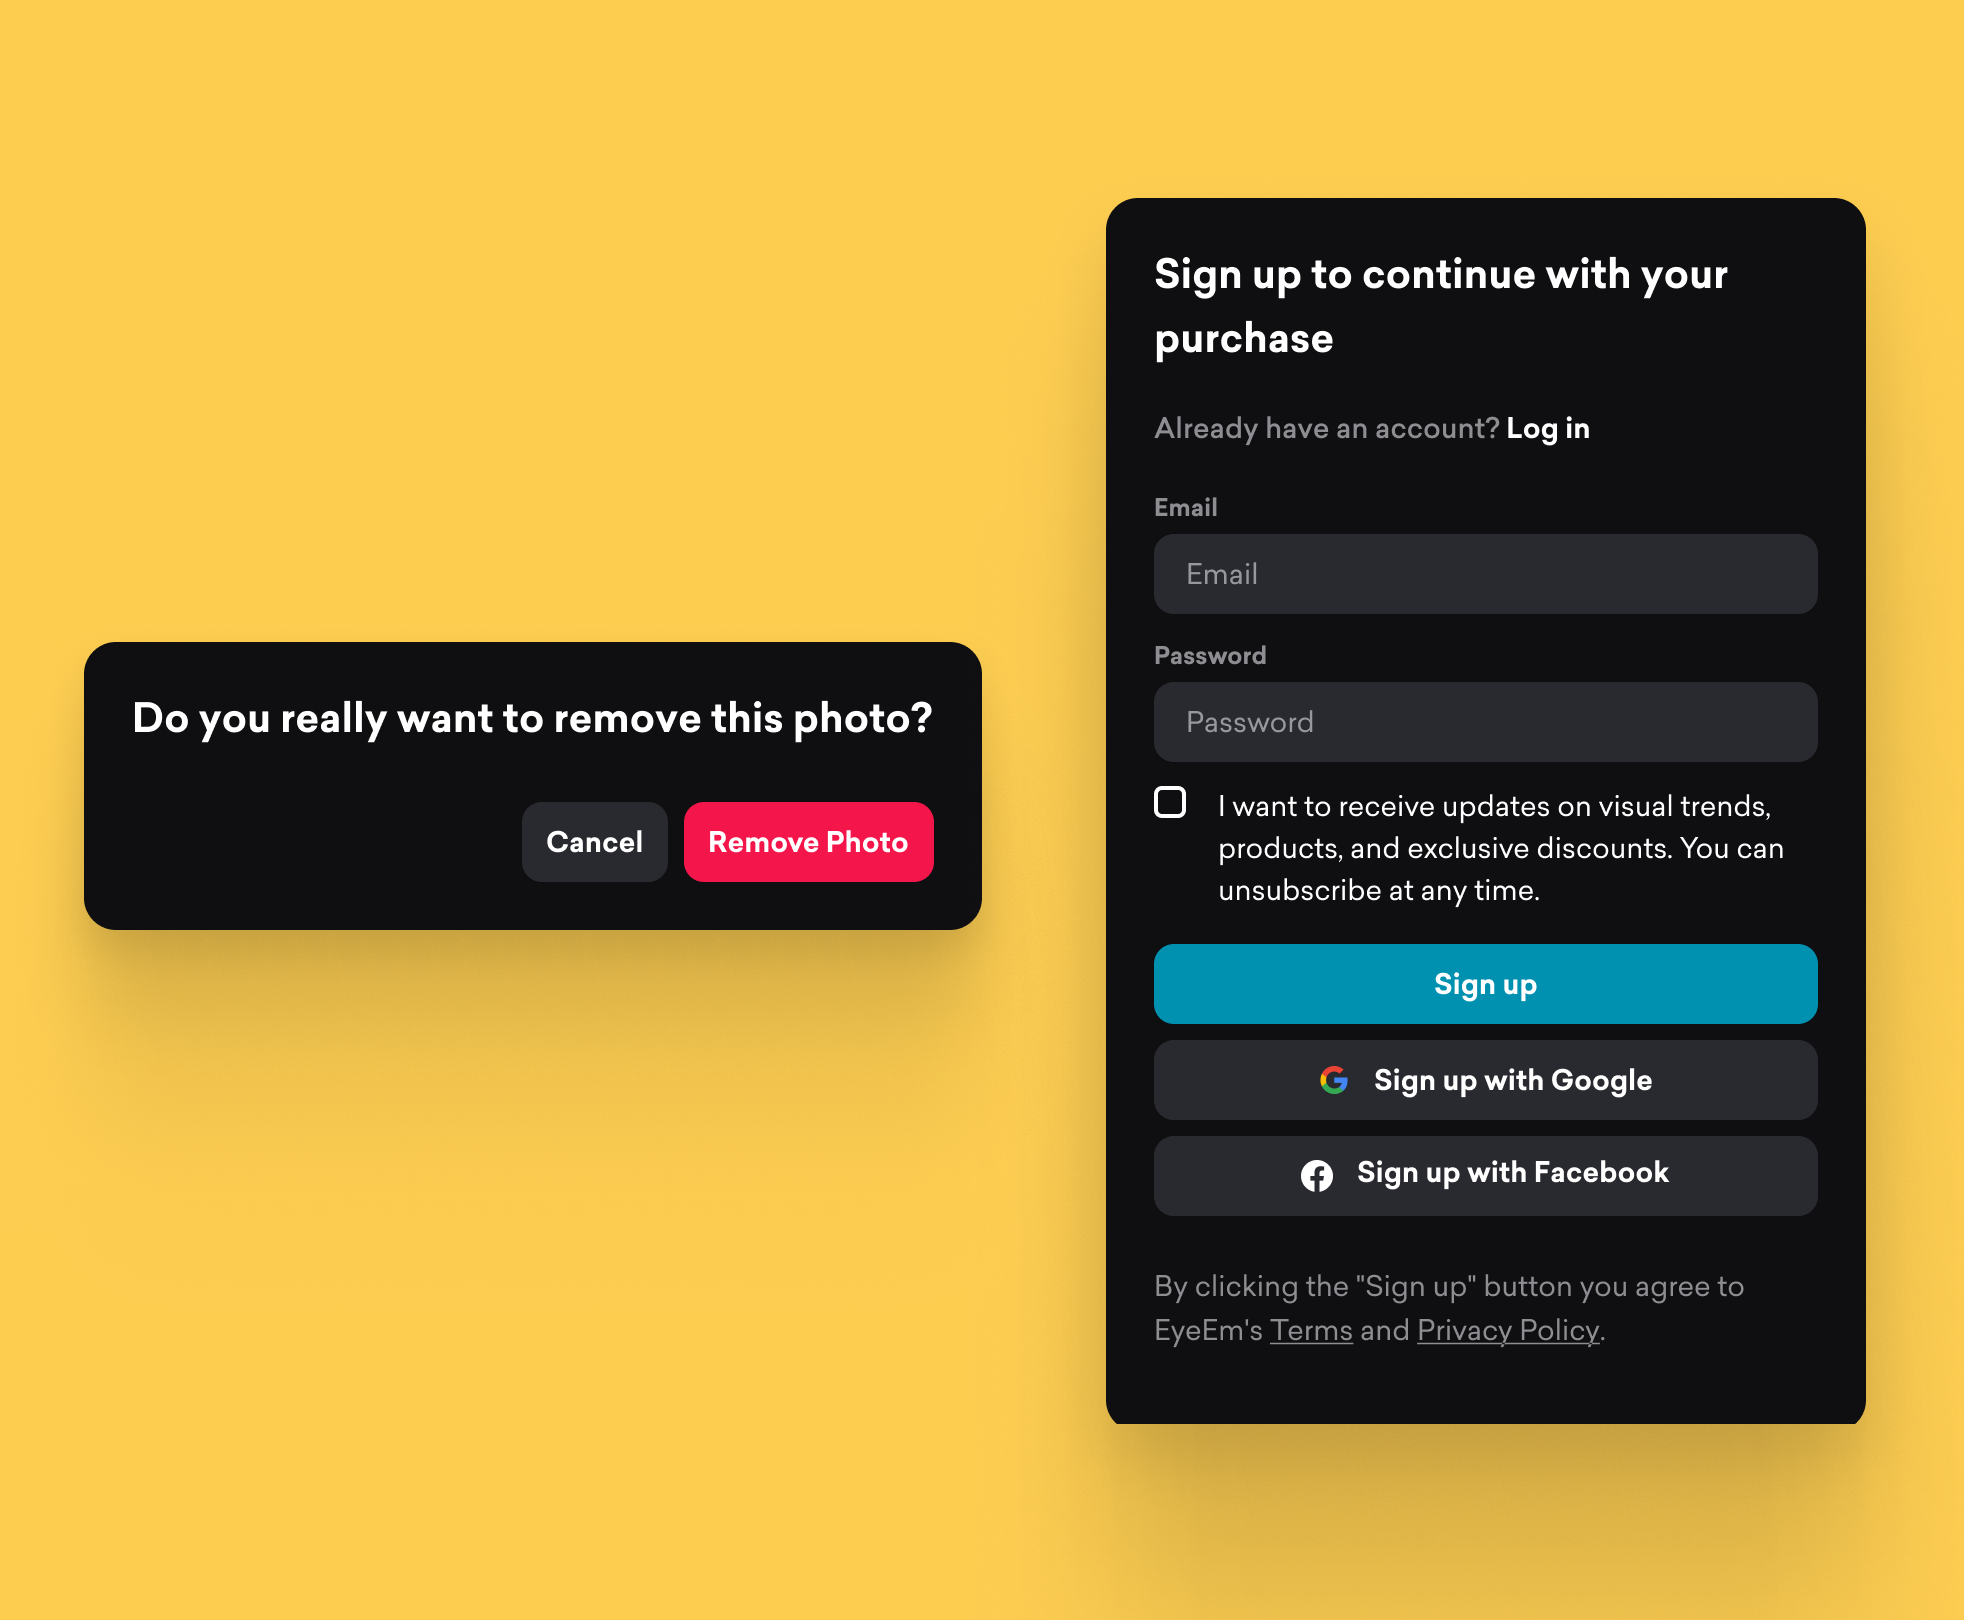 Do you really want to remove this photo?
Cancel
Remove Photo
Sign up to continue with your
purchase
Already have an account? Log in
Email
Email
Password
Password
I want to receive updates on visual trends,
products, and exclusive discounts. You can
unsubscribe at any time.
Sign up
Sign up with Google
Sign up with Facebook
By clicking the "Sign up" button you agree to
EyeEm's Terms and Privacy Policy.